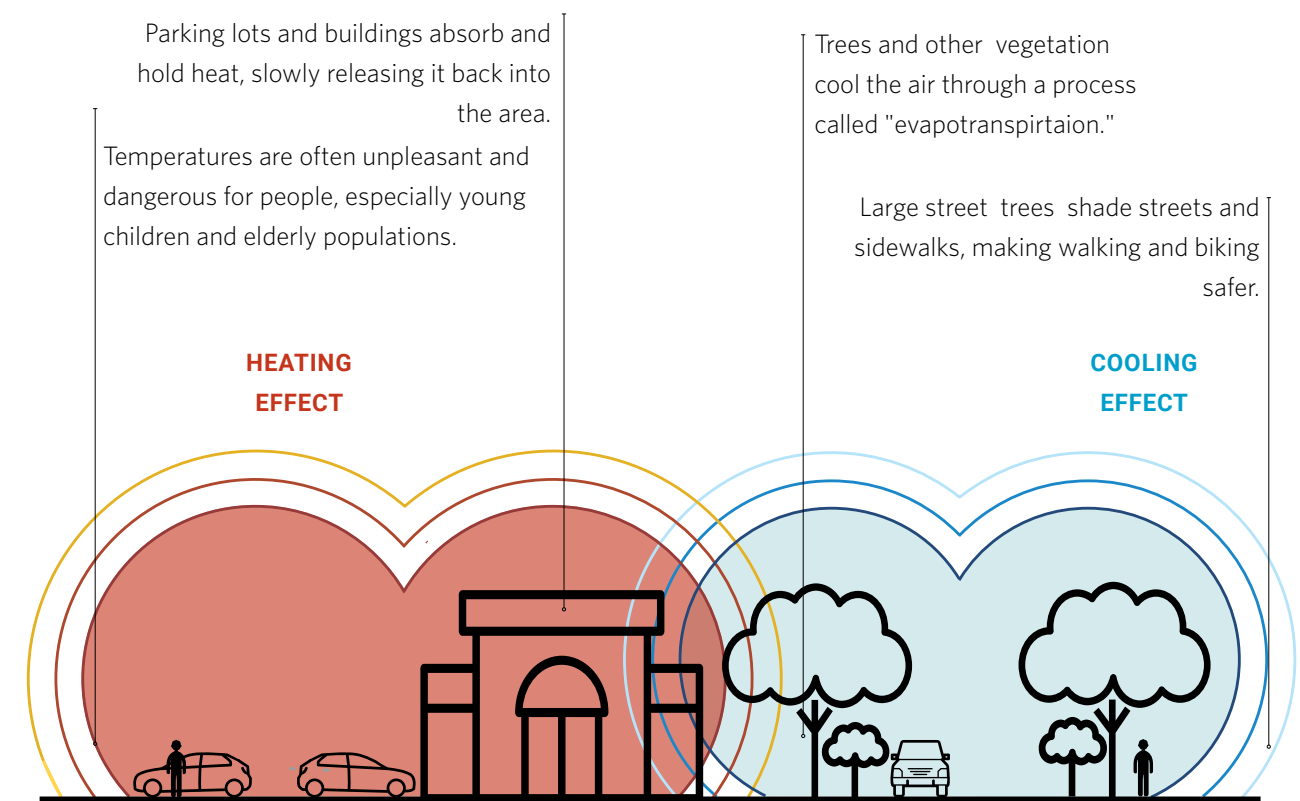 Parking lots and buildings absorb and
hold heat, slowly releasing it back into
the area.
Temperatures are often unpleasant and
dangerous for people, especially young
children and elderly populations.
Trees and other vegetation
cool the air through a process
called "evapotranspirtaion."
Large street trees shade streets and
sidewalks, making walking and biking
safer.
HEATING
EFFECT
COOLING
EFFECT